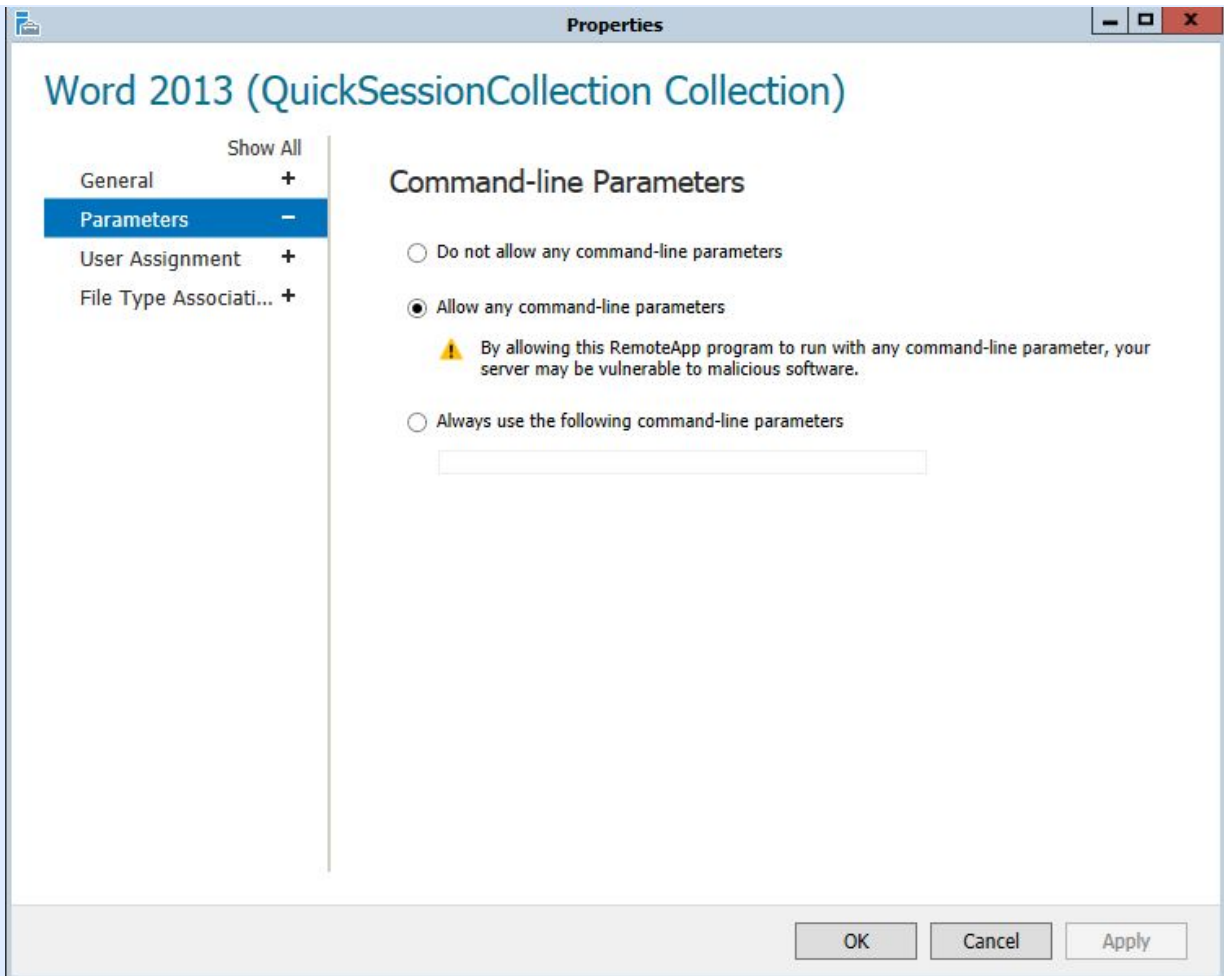 Properties
Word 2013 (QuickSessionCollection Collection)
Show All
General +
Parameters –
User Assignment +
File Type Associati... +
Command-line Parameters
Do not allow any command-line parameters
Allow any command-line parameters
By allowing this RemoteApp program to run with any command-line parameter, your
server may be vulnerable to malicious software.
Always use the following command-line parameters
OK
Cancel
Apply